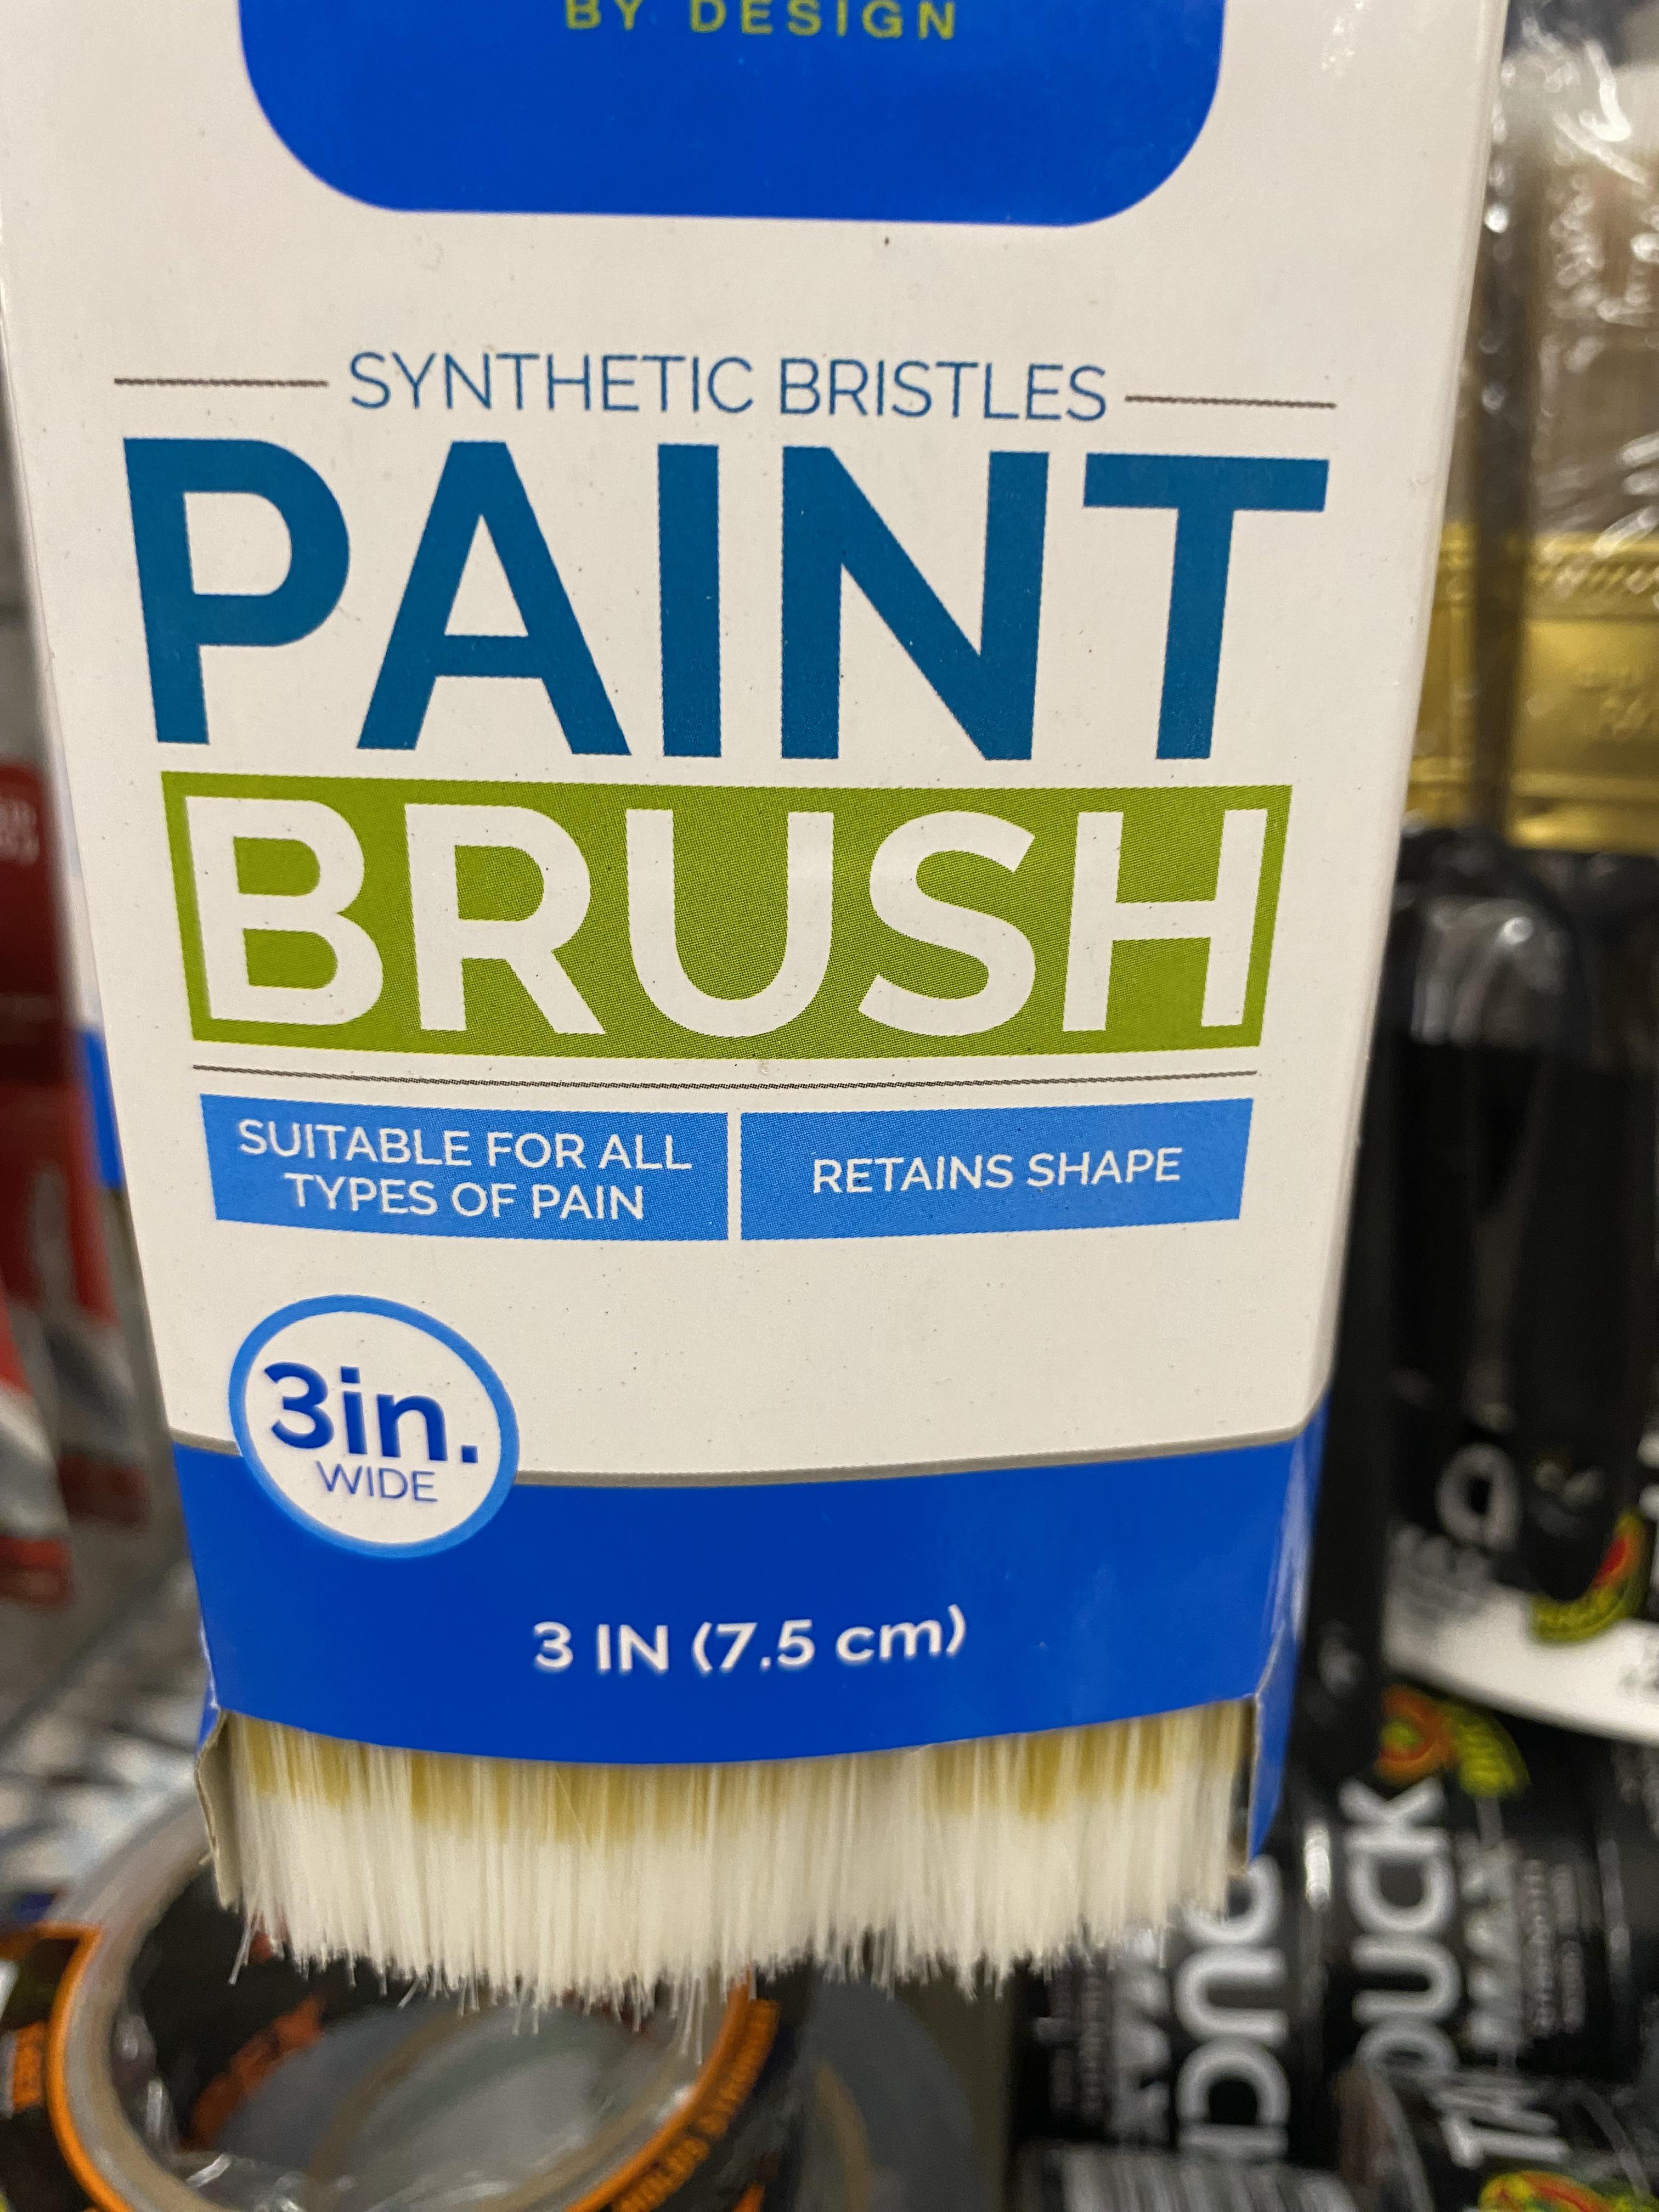 BY DESIGN
SYNTHETIC BRISTLES
PAINT
BRUSH
SUITABLE FOR ALL
TYPES OF PAIN
RETAINS SHAPE
3in.
WIDE
3 IN (7.5 cm)
DUCK